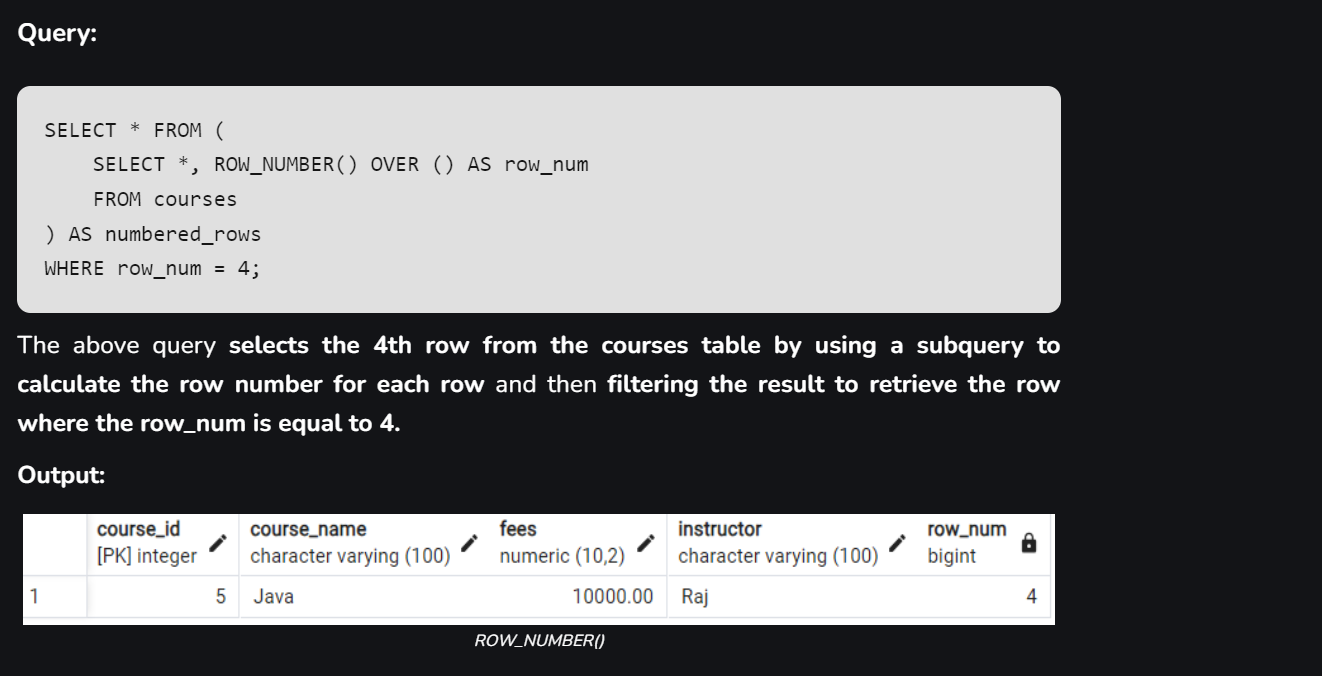 Query:
SELECT * FROM (
    SELECT *, ROW_NUMBER() OVER () AS row_num
    FROM courses
) AS numbered_rows
WHERE row_num = 4;
The above query selects the 4th row from the courses table by using a subquery to
calculate the row number for each row and then filtering the result to retrieve the row
where the row_num is equal to 4.
Output:
course_id course_name fees instructor row_num
[PK] integer character varying (100) numeric (10,2) character varying (100) bigint
1 5 Java 10000.00 Raj 4
ROW_NUMBER()